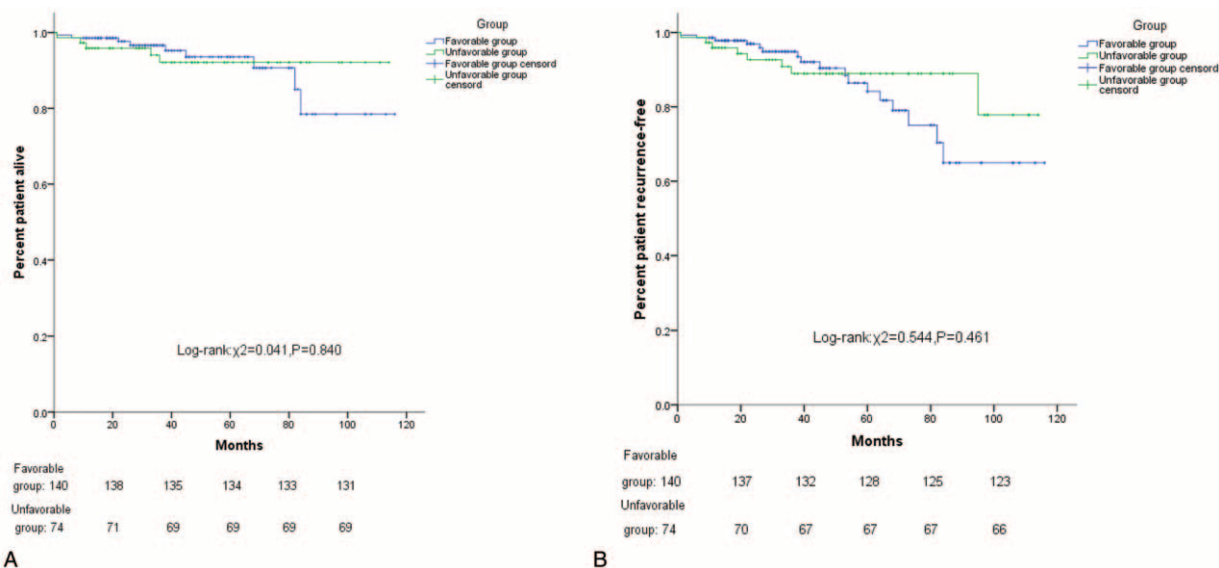 Group
Favorable group
Unfavorable group
Favorable group censord
Unfavorable group
censord
1.0
0.8
0.6
0.4
0.2
0.0
Percent patient alive
Log-rank:χ2=0.041,P=0.840
0 20 40 60 80 100 120
Months
Favorable
group: 140 138 135 134 133 131
Unfavorable
group: 74 71 69 69 69 69
A
Group
Favorable group
Unfavorable group
Favorable group censord
Unfavorable group
censord
1.0
0.8
0.6
0.4
0.2
0.0
Percent patient recurrence-free
Log-rank:χ2=0.544,P=0.461
0 20 40 60 80 100 120
Months
Favorable
group: 140 137 132 128 125 123
Unfavorable
group: 74 70 67 67 67 66
B